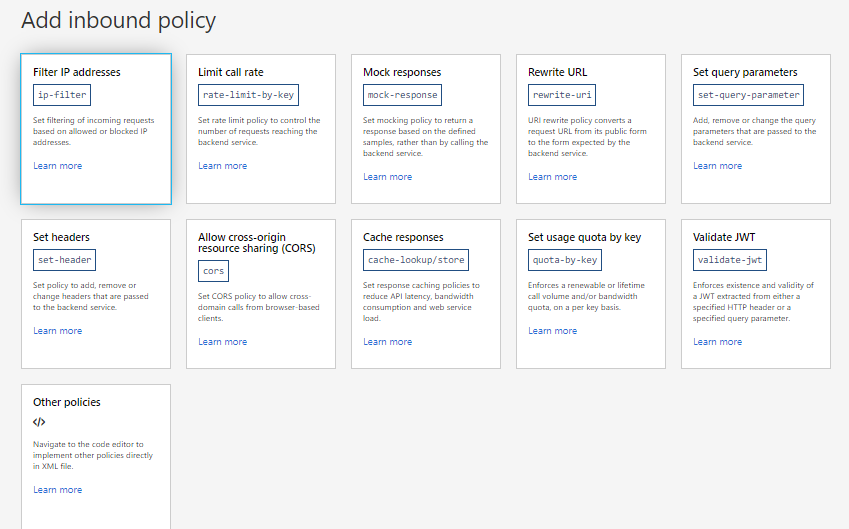 Add inbound policy
Filter IP addresses
ip-filter
Set filtering of incoming requests
based on allowed or blocked IP
addresses.
Learn more
Limit call rate
rate-limit-by-key
Set rate limit policy to control the
number of requests reaching the
backend service.
Learn more
Mock responses
mock-response
Set mocking policy to return a
response based on the defined
samples, rather than by calling the
backend service.
Learn more
Rewrite URL
rewrite-uri
URI rewrite policy converts a
request URL from its public form
to the form expected by the
backend service.
Learn more
Set query parameters
set-query-parameter
Add, remove or change the query
parameters that are passed to the
backend service.
Learn more
Set headers
set-header
Set policy to add, remove or
change headers that are passed
to the backend service.
Learn more
Allow cross-origin
resource sharing (CORS)
cors
Set CORS policy to allow cross-
domain calls from browser-based
clients.
Learn more
Cache responses
cache-lookup/store
Set response caching policies to
reduce API latency, bandwidth
consumption and web service
load.
Learn more
Set usage quota by key
quota-by-key
Enforces a renewable or lifetime
call volume and/or bandwidth
quota, on a per key basis.
Learn more
Validate JWT
validate-jwt
Enforces existence and validity of
a JWT extracted from either a
specified HTTP header or a
specified query parameter.
Learn more
Other policies
</>
Navigate to the code editor to
implement other policies directly
in XML file.
Learn more